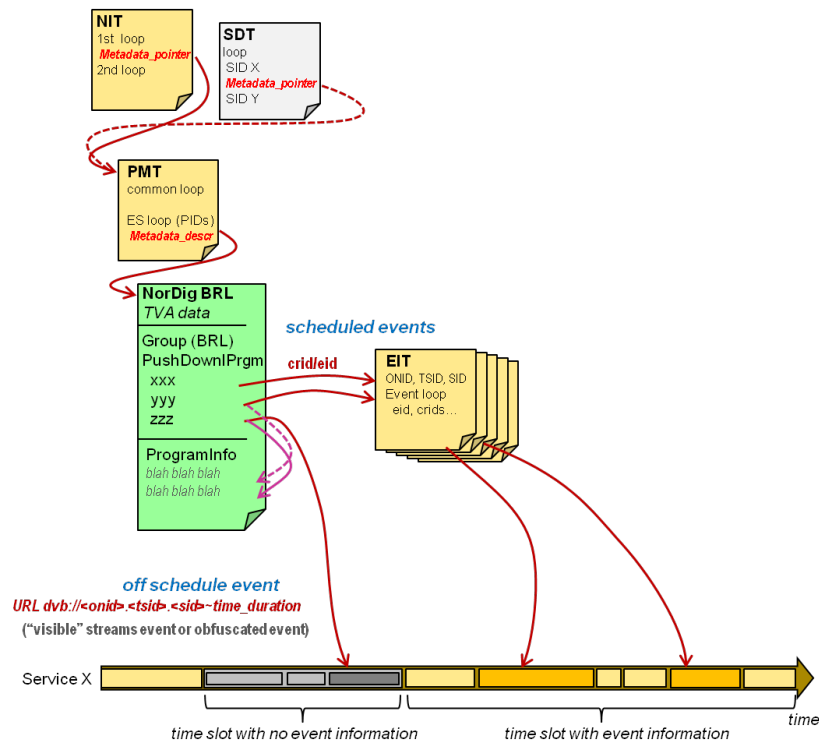 NIT
1st loop
Metadata_pointer
2nd loop
SDT
loop
SID X
Metadata_pointer
SID Y
PMT
common loop
ES loop (PIDs)
Metadata_descr
NorDig BRL
TVA data
Group (BRL)
PushDownlPrgm
xxx
yyy
zzz
ProgramInfo
blah blah blah
blah blah blah
scheduled events
crid/eid
EIT
ONID, TSID, SID
Event loop
eid, crids...
off schedule event
URL dvb://<onid>.<tsid>.<sid>~time_duration
("visible" streams event or obfuscated event)
Service X
time
time slot with no event information
time slot with event information